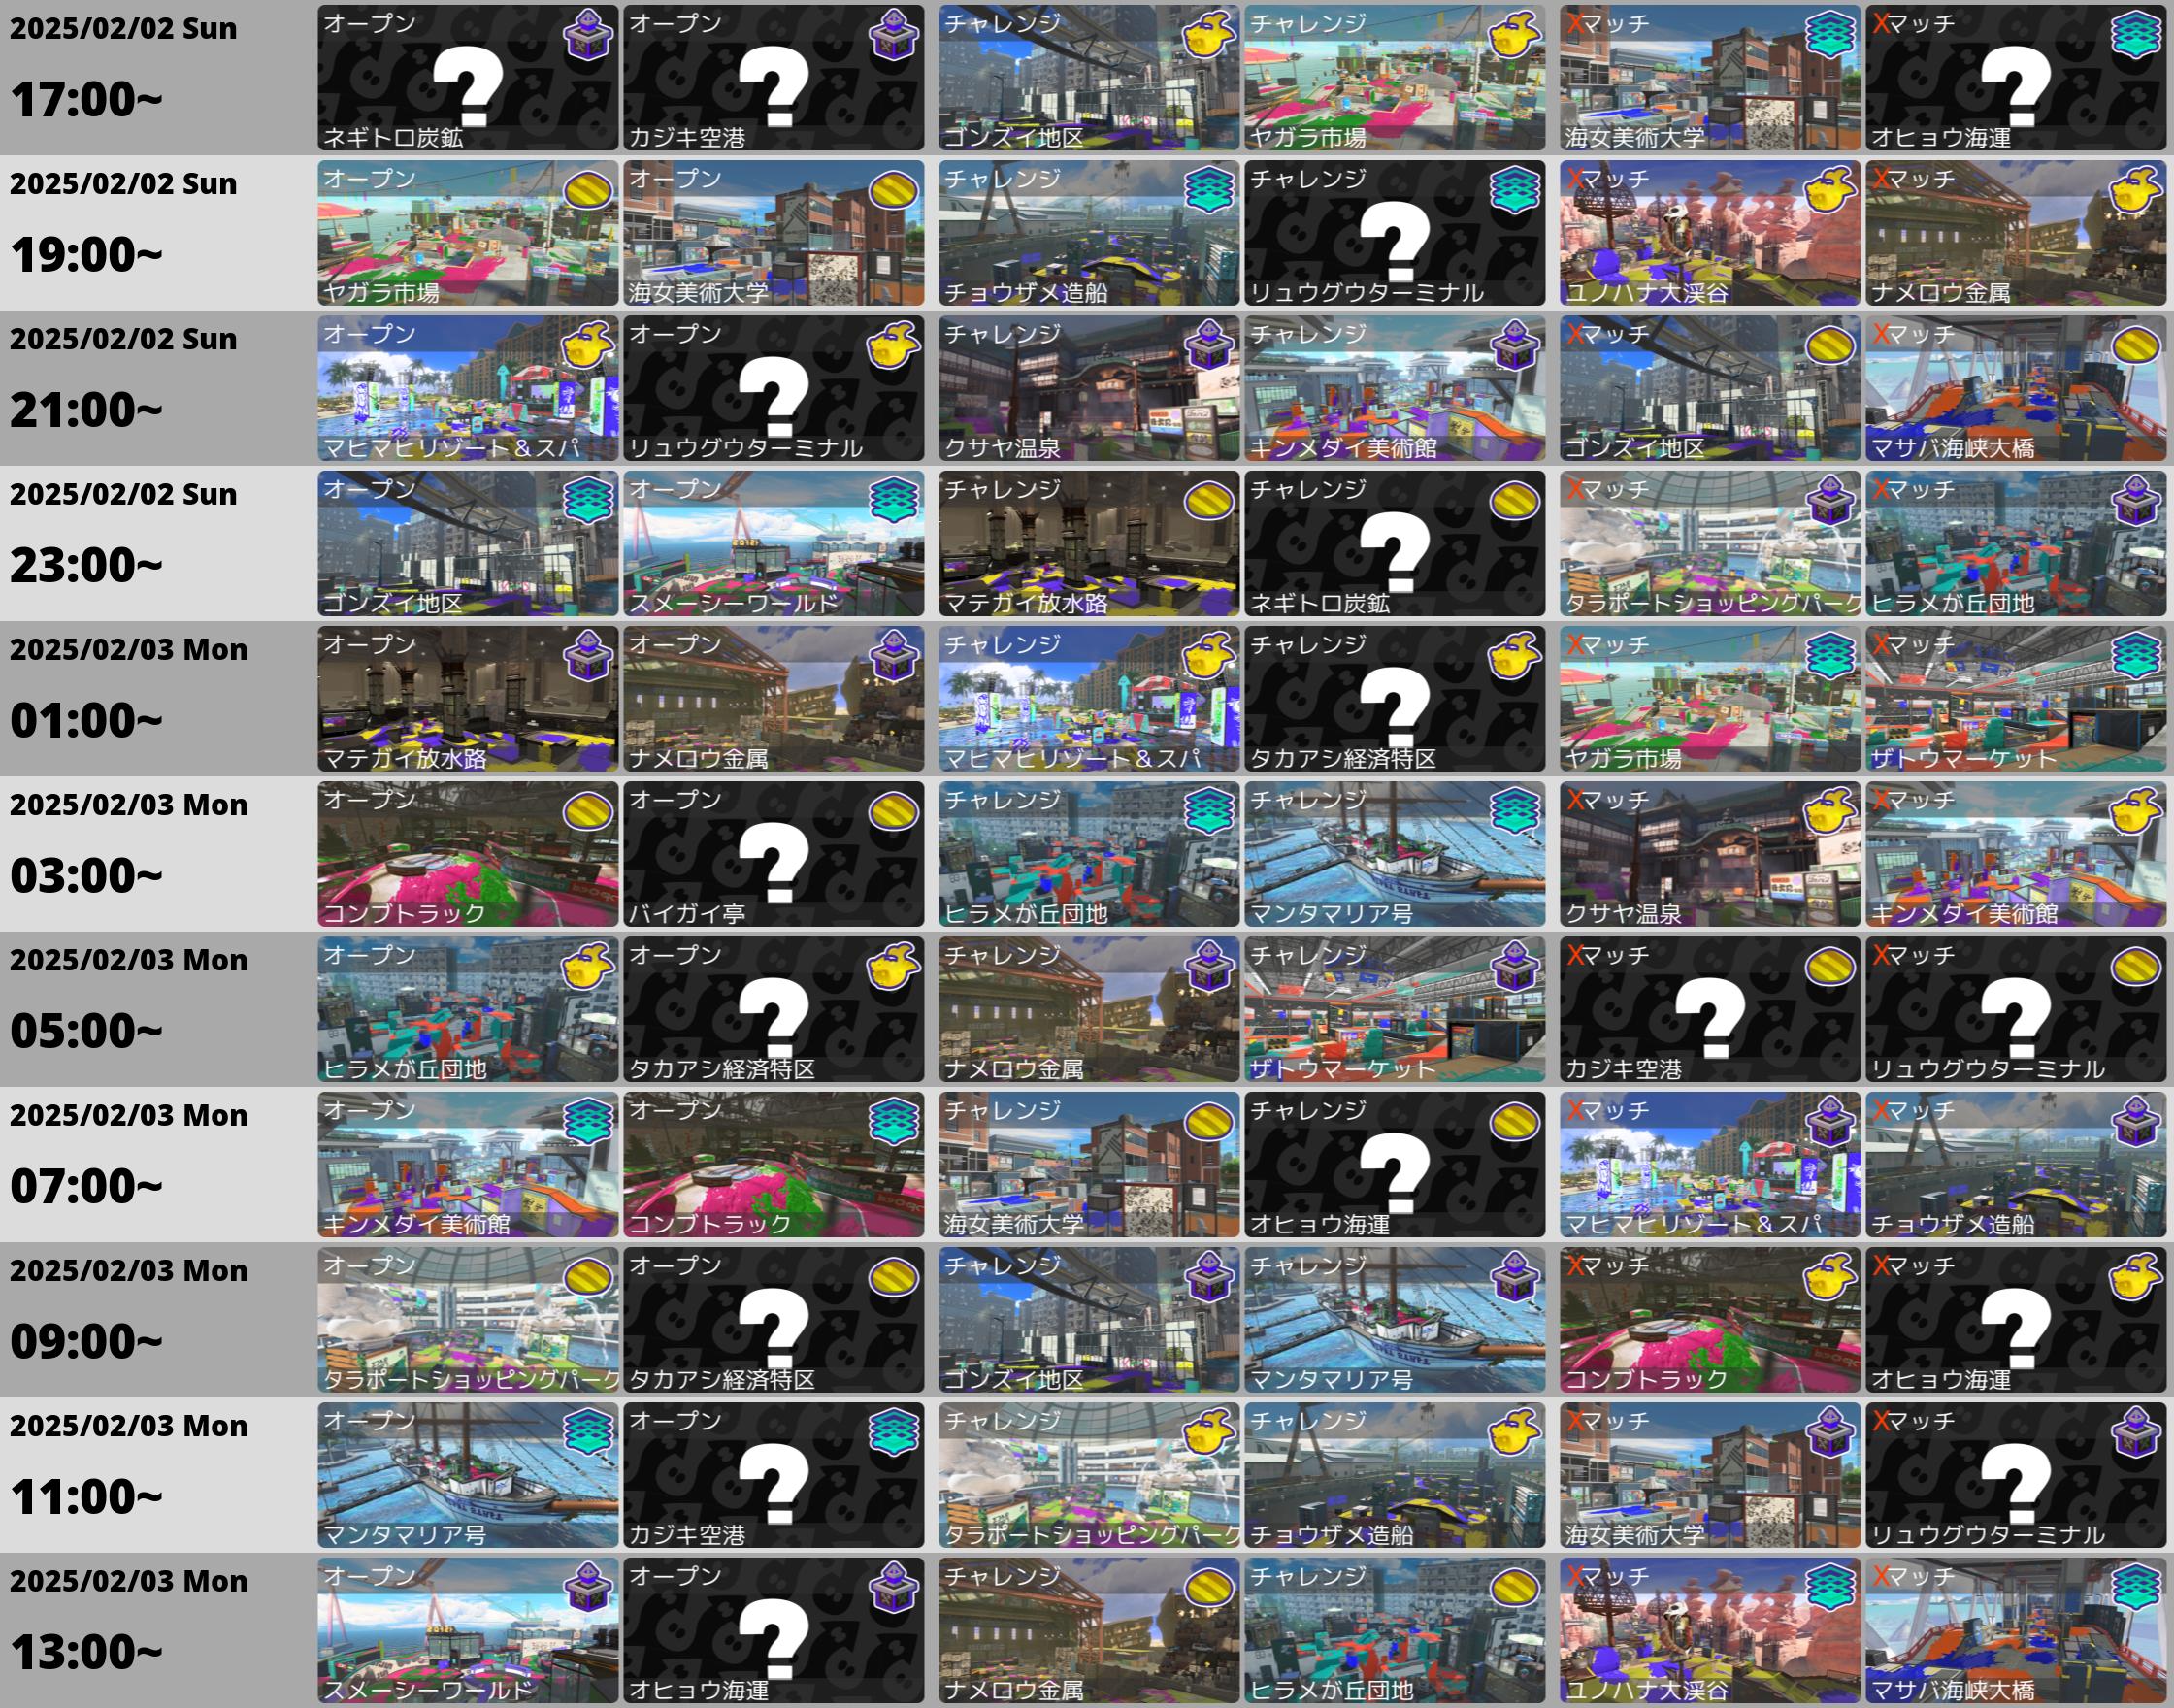 2025/02/02 Sun
17:00~
オープン
ネギトロ炭鉱
オープン
カジキ空港
チャレンジ
ゴンズイ地区
チャレンジ
ヤガラ市場
Xマッチ
海女美術大学
Xマッチ
オヒョウ海運
2025/02/02 Sun
19:00~
オープン
ヤガラ市場
オープン
海女美術大学
チャレンジ
チョウザメ造船
チャレンジ
リュウグウターミナル
Xマッチ
ユノハナ大渓谷
Xマッチ
ナメロウ金属
2025/02/02 Sun
21:00~
オープン
マヒマヒリゾート＆スパ
オープン
リュウグウターミナル
チャレンジ
クサヤ温泉
チャレンジ
キンメダイ美術館
Xマッチ
ゴンズイ地区
Xマッチ
マサバ海峡大橋
2025/02/02 Sun
23:00~
オープン
ゴンズイ地区
オープン
スメーシーワールド
チャレンジ
マテガイ放水路
チャレンジ
ネギトロ炭鉱
Xマッチ
タラポートショッピングパーク
Xマッチ
ヒラメが丘団地
2025/02/03 Mon
01:00~
オープン
マテガイ放水路
オープン
ナメロウ金属
チャレンジ
マヒマヒリゾート＆スパ
チャレンジ
タカアシ経済特区
Xマッチ
ヤガラ市場
Xマッチ
ザトウマーケット
2025/02/03 Mon
03:00~
オープン
コンブトラック
オープン
バイガイ亭
チャレンジ
ヒラメが丘団地
チャレンジ
マンタマリア号
Xマッチ
クサヤ温泉
Xマッチ
キンメダイ美術館
2025/02/03 Mon
05:00~
オープン
ヒラメが丘団地
オープン
タカアシ経済特区
チャレンジ
ナメロウ金属
チャレンジ
ザトウマーケット
Xマッチ
カジキ空港
Xマッチ
リュウグウターミナル
2025/02/03 Mon
07:00~
オープン
キンメダイ美術館
オープン
コンブトラック
チャレンジ
海女美術大学
チャレンジ
オヒョウ海運
Xマッチ
マヒマヒリゾート＆スパ
Xマッチ
チョウザメ造船
2025/02/03 Mon
09:00~
オープン
タラポートショッピングパーク
オープン
タカアシ経済特区
チャレンジ
ゴンズイ地区
チャレンジ
マンタマリア号
Xマッチ
コンブトラック
Xマッチ
オヒョウ海運
2025/02/03 Mon
11:00~
オープン
マンタマリア号
オープン
カジキ空港
チャレンジ
タラポートショッピングパーク
チャレンジ
チョウザメ造船
Xマッチ
海女美術大学
Xマッチ
リュウグウターミナル
2025/02/03 Mon
13:00~
オープン
スメーシーワールド
オープン
オヒョウ海運
チャレンジ
ナメロウ金属
チャレンジ
ヒラメが丘団地
Xマッチ
ユノハナ大渓谷
Xマッチ
マサバ海峡大橋